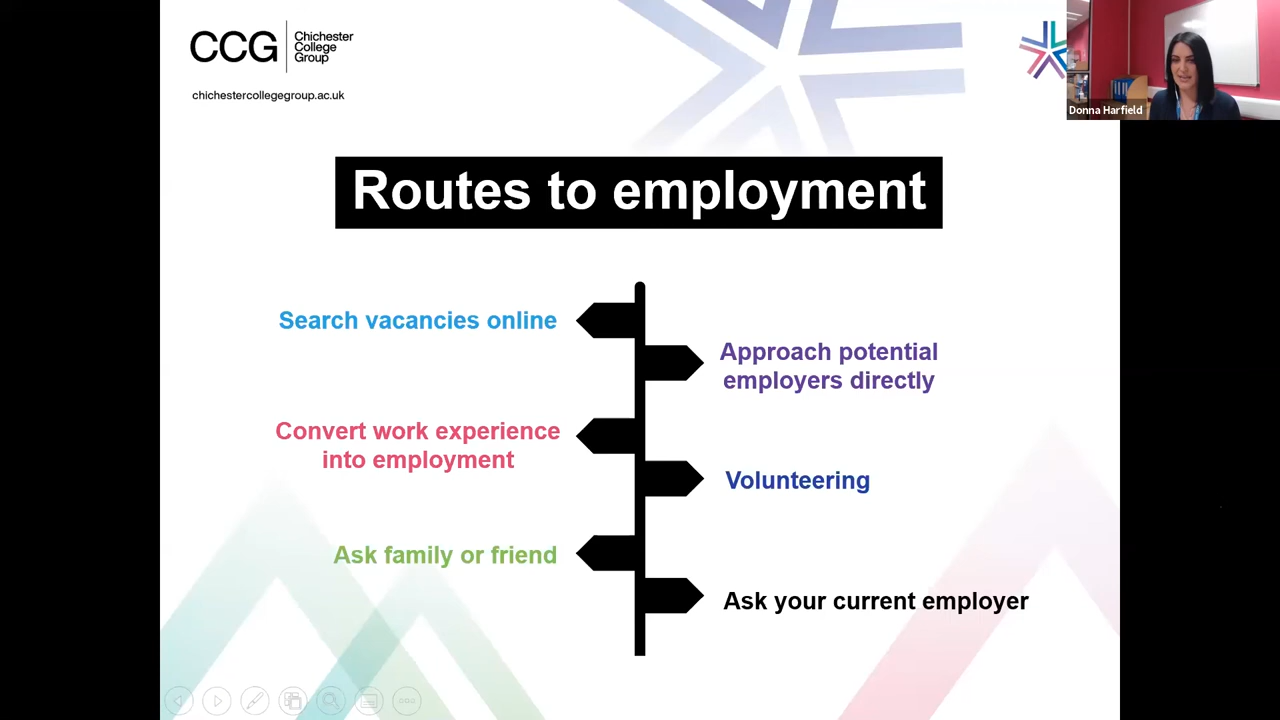 CCG
Chichester
College
Group
chichestercollegegroup.ac.uk
Donna Harfield
Routes to employment
Search vacancies online
Approach potential
employers directly
Convert work experience
into employment
Volunteering
Ask family or friend
Ask your current employer